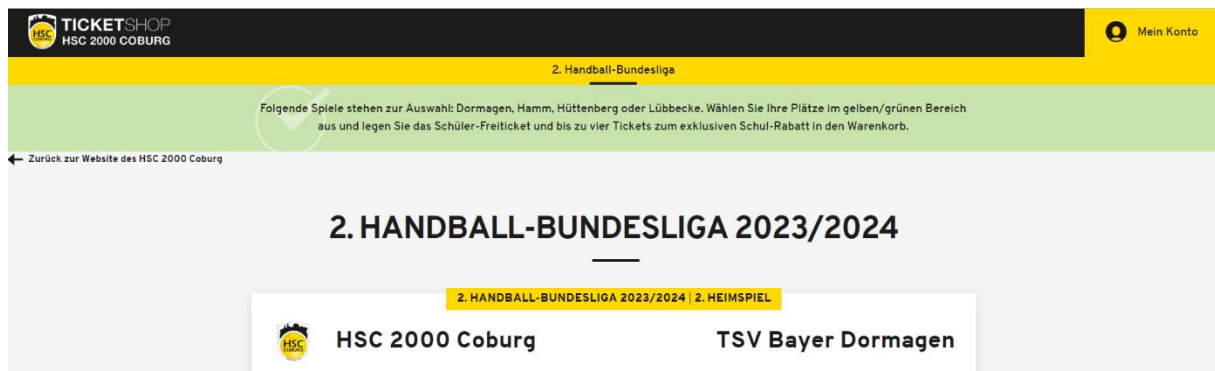 TICKETSHOP
HSC 2000 COBURG
HSC
COBURG
Mein Konto
2. Handball-Bundesliga
Folgende Spiele stehen zur Auswahl: Dormagen, Hamm, Hüttenberg oder Lübbecke. Wählen Sie Ihre Plätze im gelben/grünen Bereich
aus und legen Sie das Schüler-Freiticket und bis zu vier Tickets zum exklusiven Schul-Rabatt in den Warenkorb.
Zurück zur Website des HSC 2000 Coburg
2. HANDBALL-BUNDESLIGA 2023/2024
2. HANDBALL-BUNDESLIGA 2023/2024 | 2. HEIMSPIEL
HSC
COBURG
HSC 2000 Coburg
TSV Bayer Dormagen